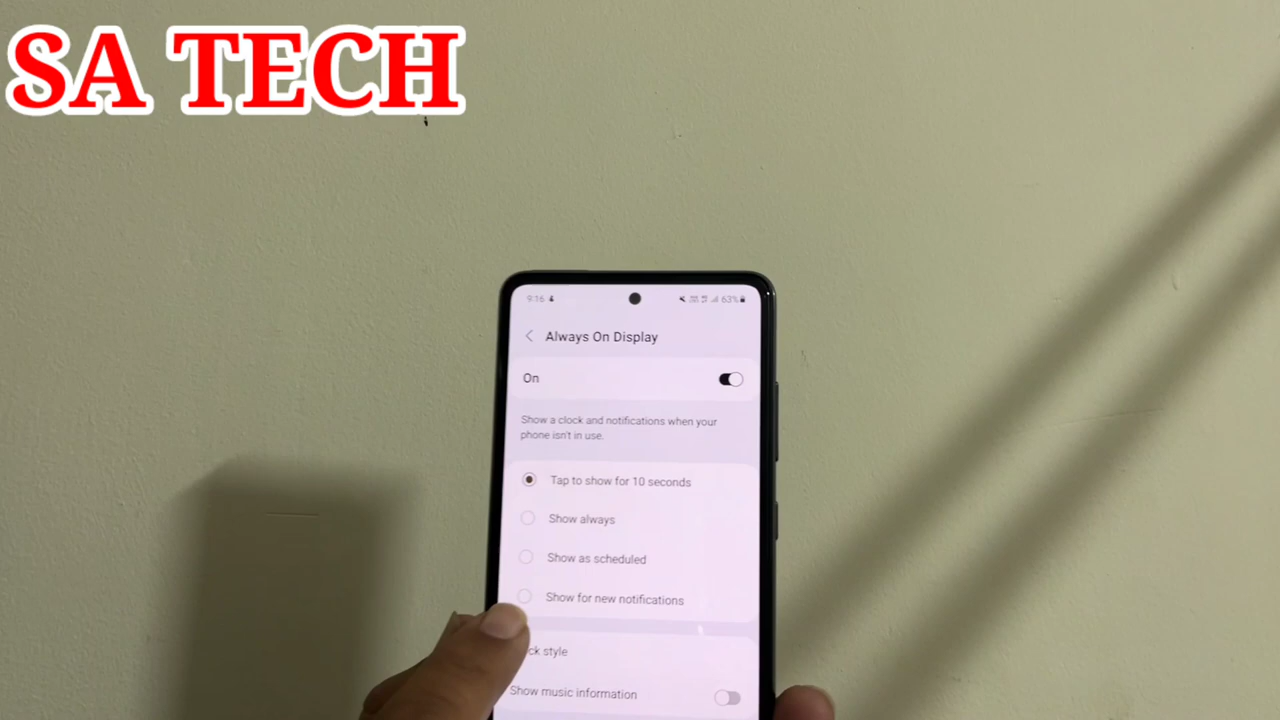 SA TECH
9:16
63%
Always On Display
On
Show a clock and notifications when your
phone isn't in use.
Tap to show for 10 seconds
Show always
Show as scheduled
Show for new notifications
ck style
Show music information